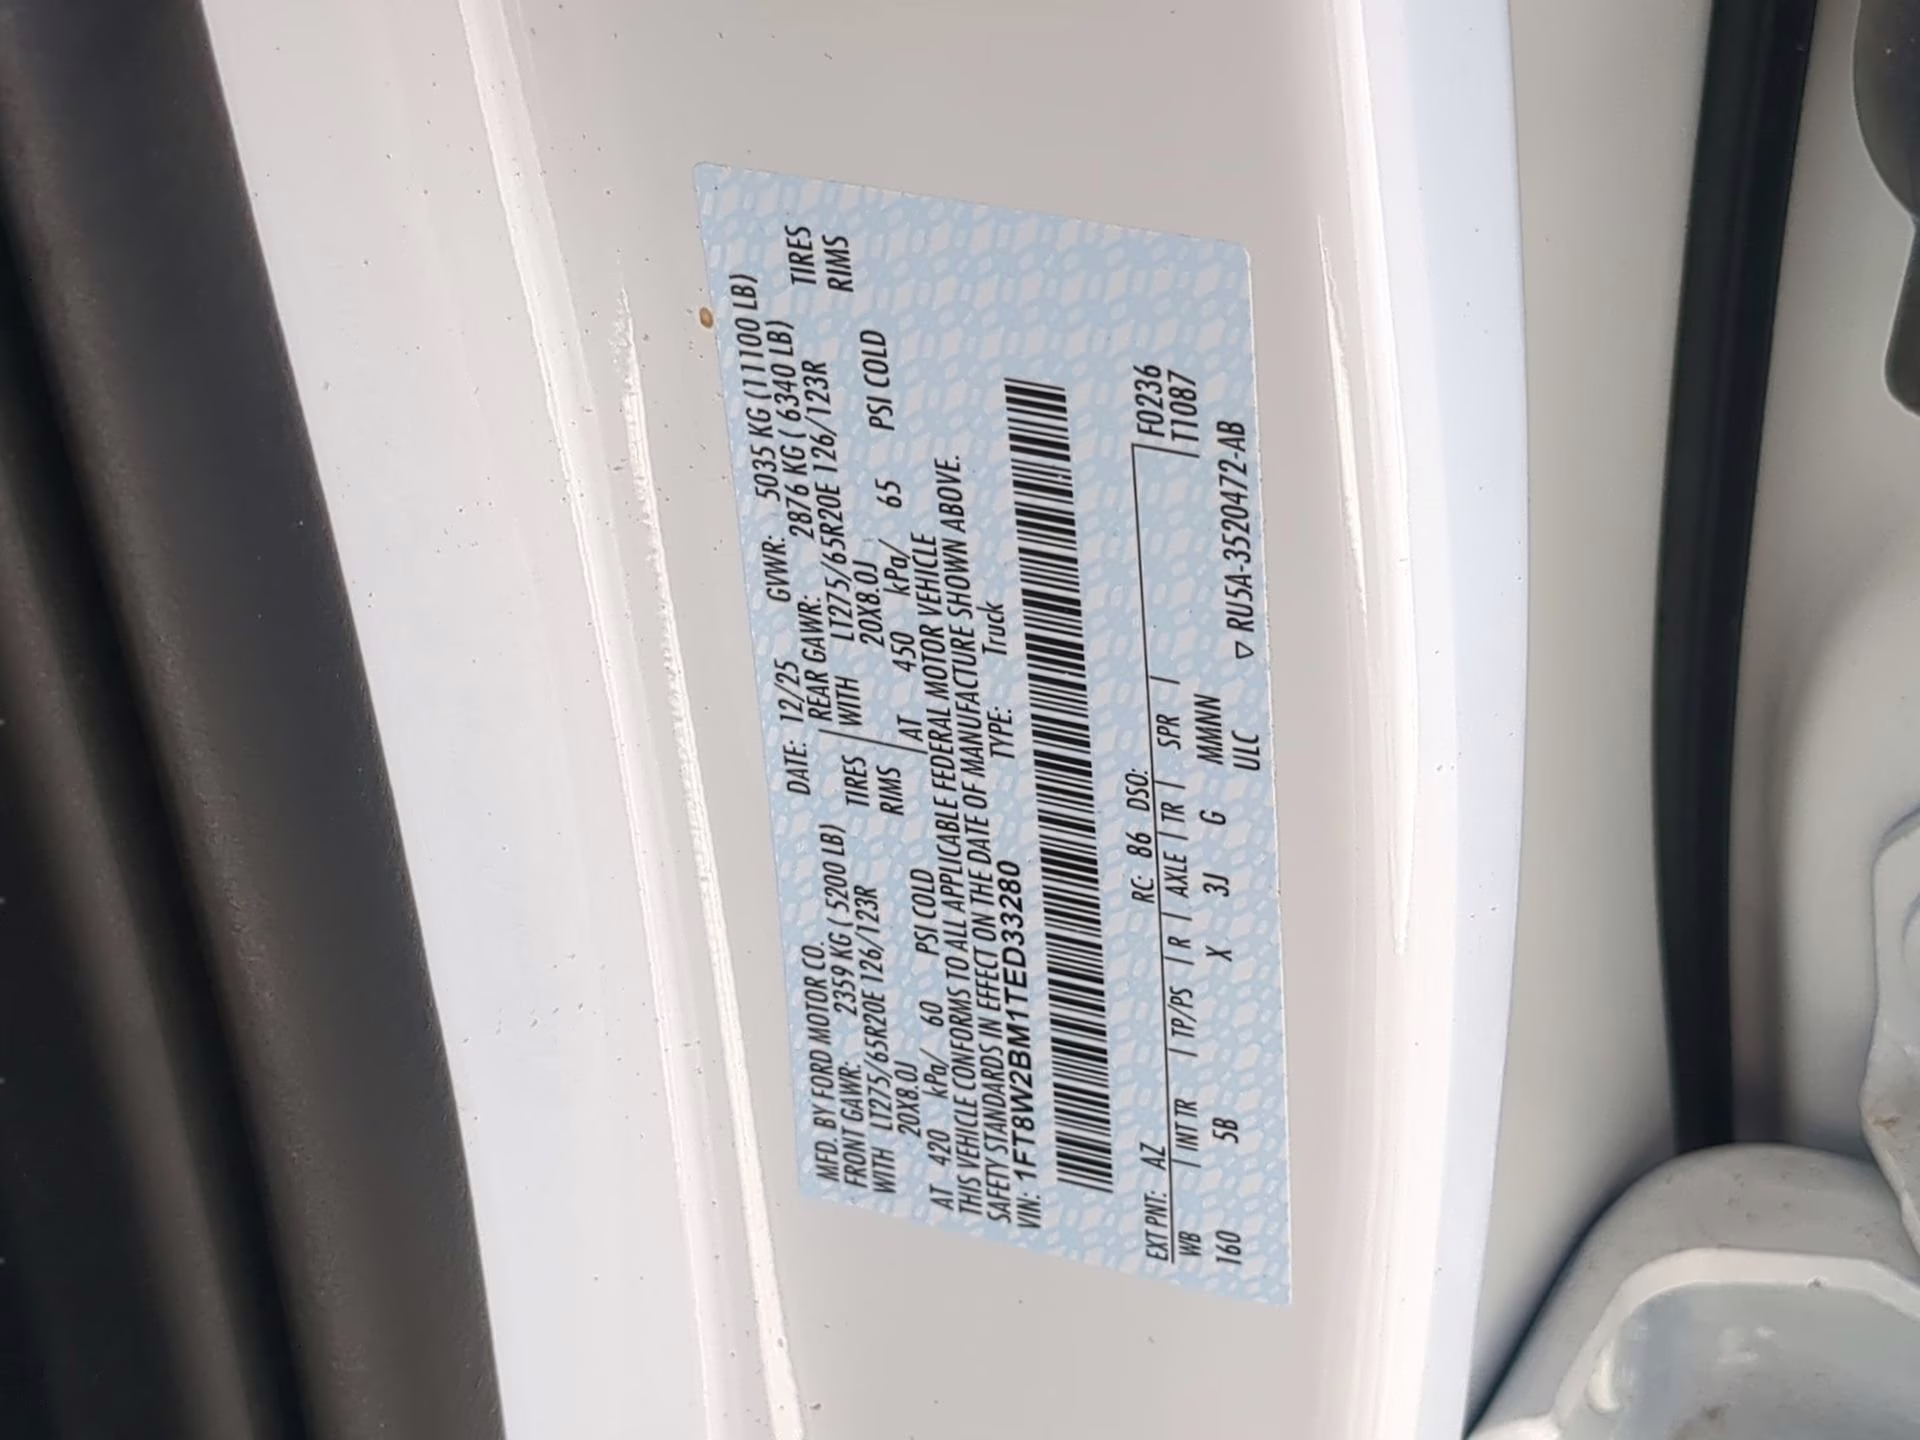 MFD. BY FORD MOTOR CO. DATE: 12/25 GVWR: 5035 KG (11100 LB)
FRONT GAWR: 2359 KG ( 5200 LB) REAR GAWR: 2876 KG ( 6340 LB)
WITH LT275/65R20E 126/123R TIRES WITH LT275/65R20E 126/123R TIRES
20X8.0J RIMS 20X8.0J RIMS
AT 420 kPa/ 60 PSI COLD AT 450 kPa/ 65 PSI COLD
THIS VEHICLE CONFORMS TO ALL APPLICABLE FEDERAL MOTOR VEHICLE
SAFETY STANDARDS IN EFFECT ON THE DATE OF MANUFACTURE SHOWN ABOVE.
VIN: 1FT8W2BM1TED33280 TYPE: Truck
EXT PNT: AZ RC: 86 DSO: F0236
WB | INT TR | TP/PS | R | AXLE | TR | SPR | T1087
160 5B X 3J G MMNN
ULC ▽ RU5A-3520472-AB